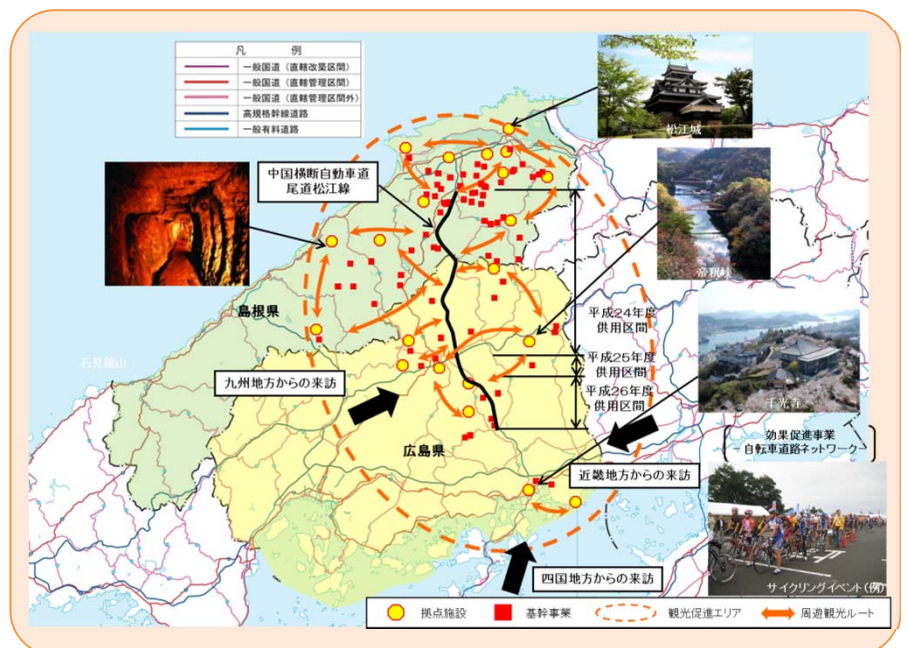 凡　　例
一般国道（直轄改築区間）
一般国道（直轄管理区間）
一般国道（直轄管理区間外）
高規格幹線道路
一般有料道路
松江城
中国横断自動車道
尾道松江線
帝釈峡
島根県
平成24年度
供用区間
石見銀山
平成25年度
供用区間
九州地方からの来訪
平成26年度
供用区間
千光寺
広島県
効果促進事業
自転車道路ネットワーク
近畿地方からの来訪
四国地方からの来訪
サイクリングイベント（例）
拠点施設
基幹事業
観光促進エリア
周遊観光ルート